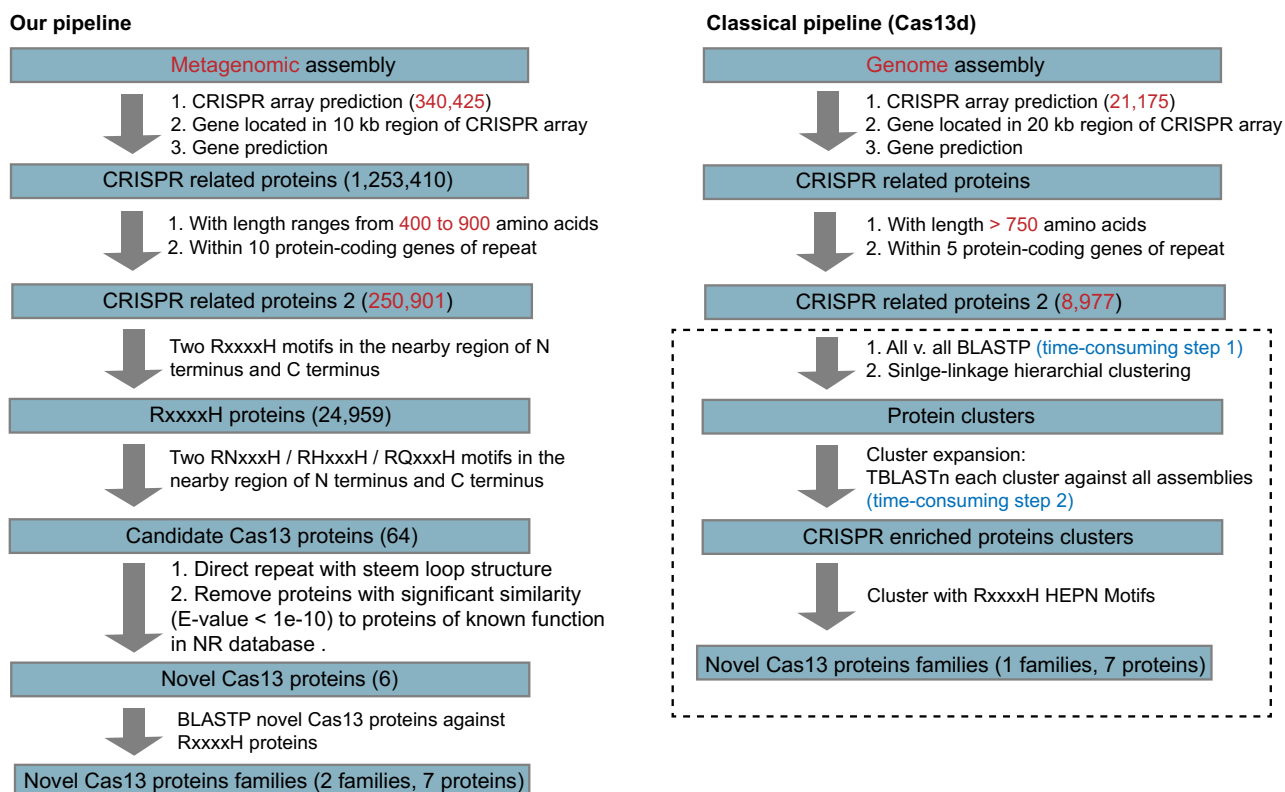 Our pipeline
Metagenomic assembly
1. CRISPR array prediction (340,425)
2. Gene located in 10 kb region of CRISPR array
3. Gene prediction
CRISPR related proteins (1,253,410)
1. With length ranges from 400 to 900 amino acids
2. Within 10 protein-coding genes of repeat
CRISPR related proteins 2 (250,901)
Two RxxxxH motifs in the nearby region of N
terminus and C terminus
RxxxxH proteins (24,959)
Two RNxxxH / RHxxxH / RQxxxH motifs in the
nearby region of N terminus and C terminus
Candidate Cas13 proteins (64)
1. Direct repeat with steem loop structure
2. Remove proteins with significant similarity
(E-value < 1e-10) to proteins of known function
in NR database .
Novel Cas13 proteins (6)
BLASTP novel Cas13 proteins against
RxxxxH proteins
Novel Cas13 proteins families (2 families, 7 proteins)
Classical pipeline (Cas13d)
Genome assembly
1. CRISPR array prediction (21,175)
2. Gene located in 20 kb region of CRISPR array
3. Gene prediction
CRISPR related proteins
1. With length > 750 amino acids
2. Within 5 protein-coding genes of repeat
CRISPR related proteins 2 (8,977)
1. All v. all BLASTP (time-consuming step 1)
2. Sinlge-linkage hierarchial clustering
Protein clusters
Cluster expansion:
TBLASTn each cluster against all assemblies
(time-consuming step 2)
CRISPR enriched proteins clusters
Cluster with RxxxxH HEPN Motifs
Novel Cas13 proteins families (1 families, 7 proteins)